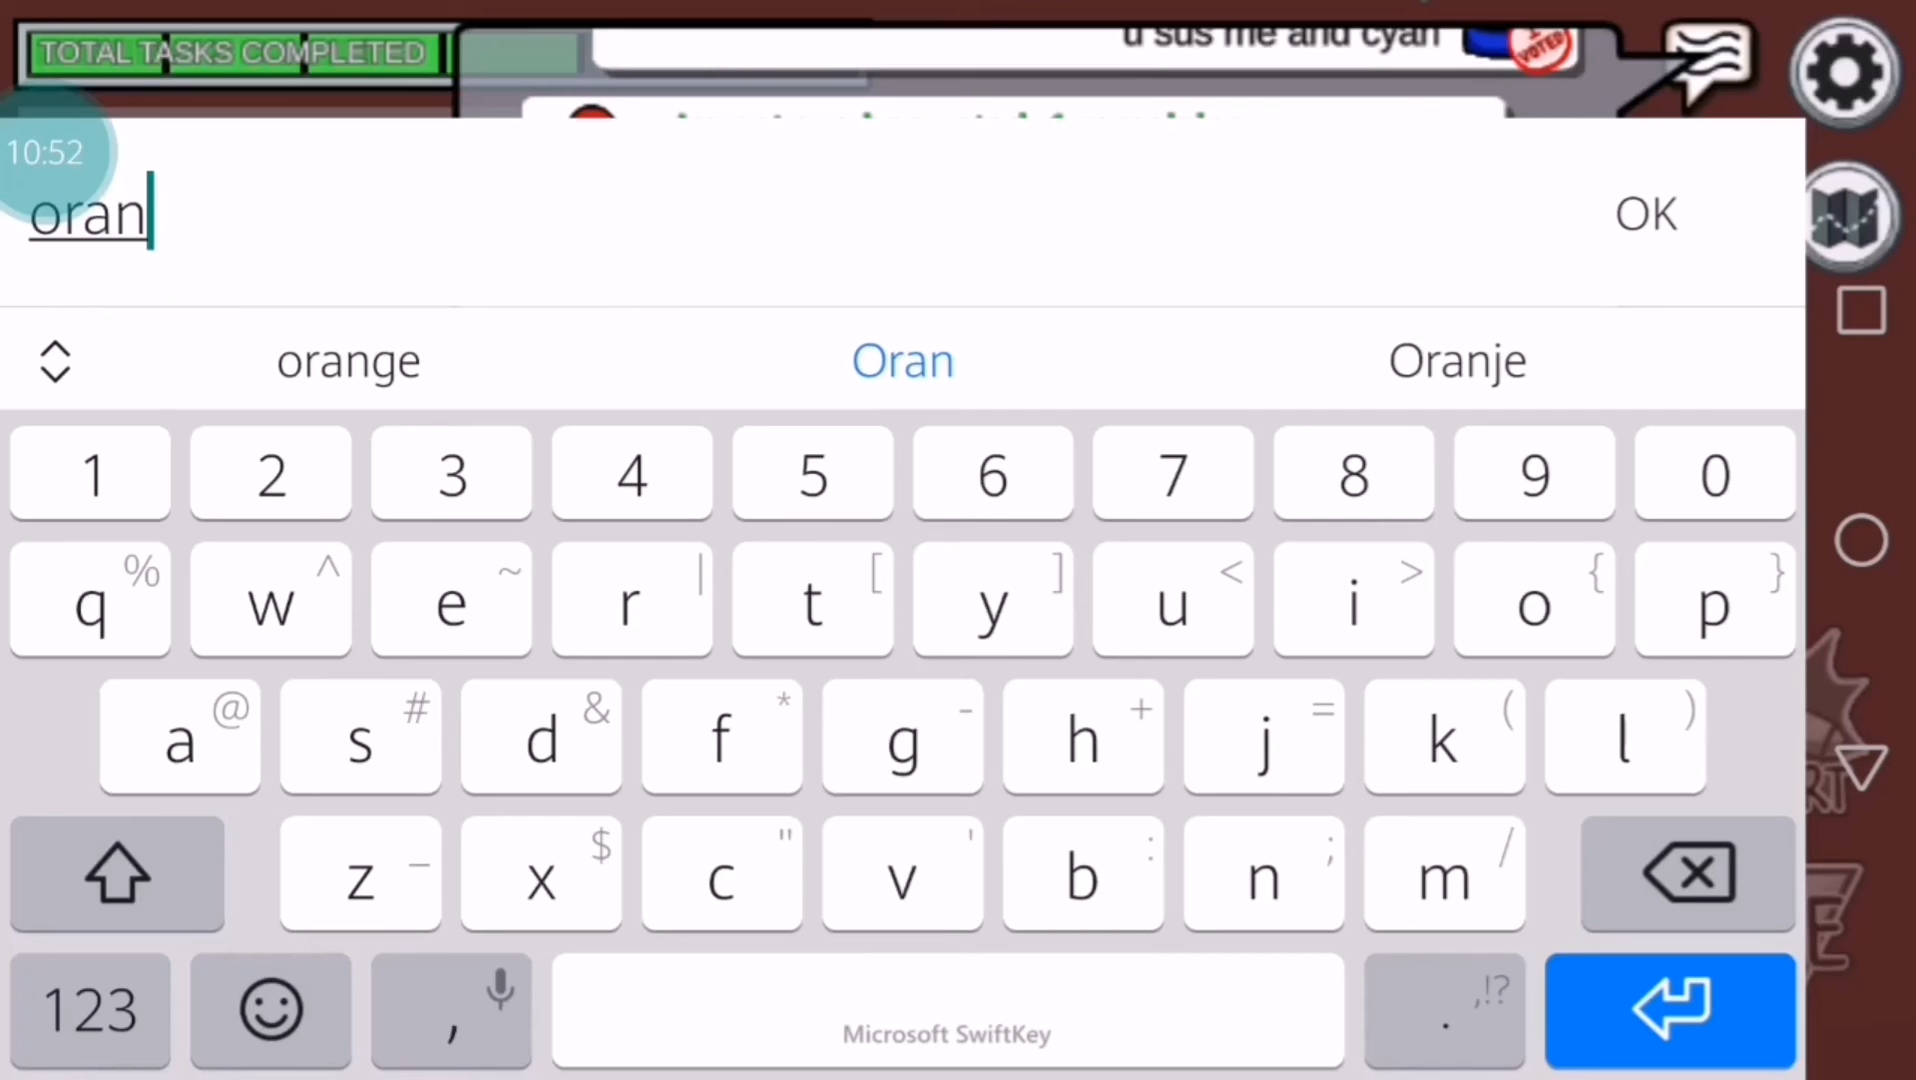 TOTAL TASKS COMPLETED
u sus me and cyan
VOTED
10:52
oran
OK
orange Oran Oranje
1 2 3 4 5 6 7 8 9 0
q % w ^ e ~ r | t [ y ] u < i > o { p }
a @ s # d & f * g - h + j = k ( l )
z _ x $ c " v ' b : n ; m /
123 , . ,!?
Microsoft SwiftKey